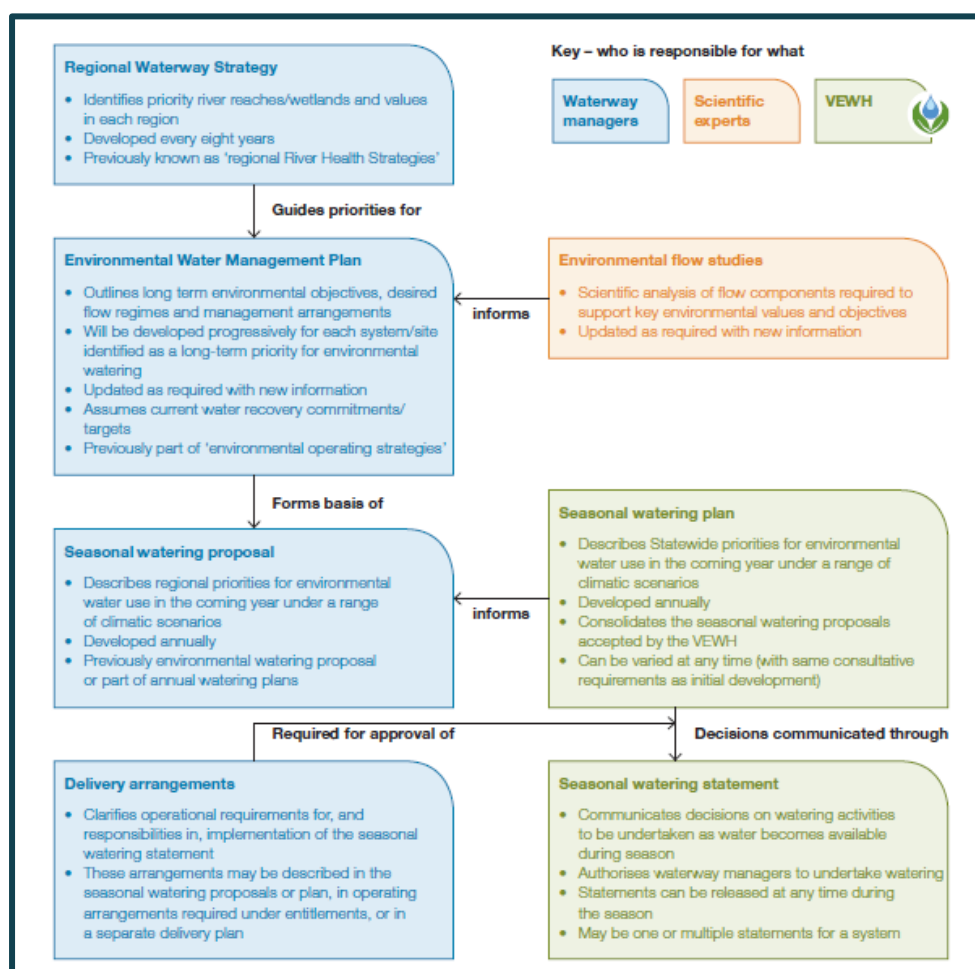 Key – who is responsible for what
Waterway
managers
Scientific
experts
VEWH
Regional Waterway Strategy
• Identifies priority river reaches/wetlands and values
in each region
• Developed every eight years
• Previously known as ‘regional River Health Strategies’
Guides priorities for
Environmental Water Management Plan
• Outlines long term environmental objectives, desired
flow regimes and management arrangements
• Will be developed progressively for each system/site
identified as a long-term priority for environmental
watering
• Updated as required with new information
• Assumes current water recovery commitments/
targets
• Previously part of ‘environmental operating strategies’
informs
Environmental flow studies
• Scientific analysis of flow components required to
support key environmental values and objectives
• Updated as required with new information
Forms basis of
Seasonal watering proposal
• Describes regional priorities for environmental
water use in the coming year under a range
of climatic scenarios
• Developed annually
• Previously environmental watering proposal
or part of annual watering plans
informs
Seasonal watering plan
• Describes Statewide priorities for environmental
water use in the coming year under a range of
climatic scenarios
• Developed annually
• Consolidates the seasonal watering proposals
accepted by the VEWH
• Can be varied at any time (with same consultative
requirements as initial development)
Required for approval of
Decisions communicated through
Delivery arrangements
• Clarifies operational requirements for, and
responsibilities in, implementation of the seasonal
watering statement
• These arrangements may be described in the
seasonal watering proposals or plan, in operating
arrangements required under entitlements, or in
a separate delivery plan
Seasonal watering statement
• Communicates decisions on watering activities
to be undertaken as water becomes available
during season
• Authorises waterway managers to undertake watering
• Statements can be released at any time during
the season
• May be one or multiple statements for a system